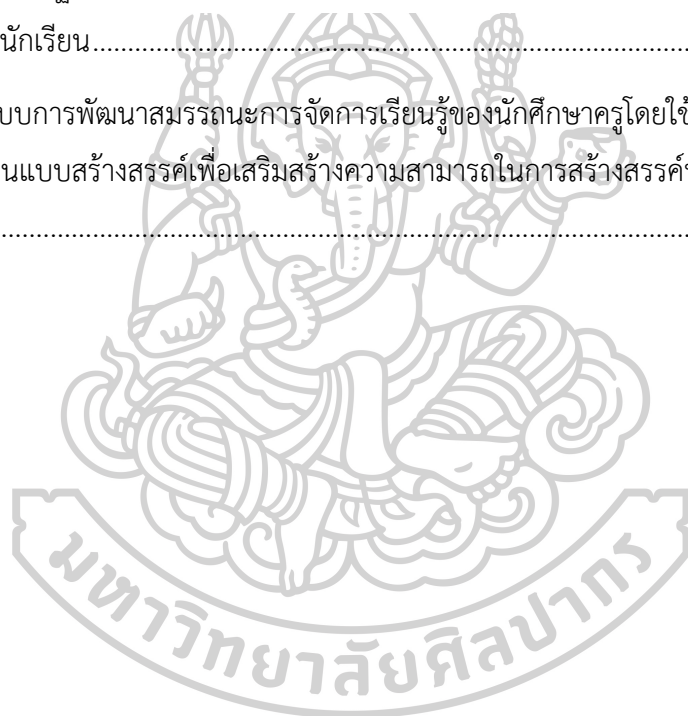 นักเรียน
บบการพัฒนาสมรรถนะการจัดการเรียนรู้ของนักศึกษาครูโดยใช้
นแบบสร้างสรรค์เพื่อเสริมสร้างความสามารถในการสร้างสรรค์
มหาวิทยาลัยศิลปากร